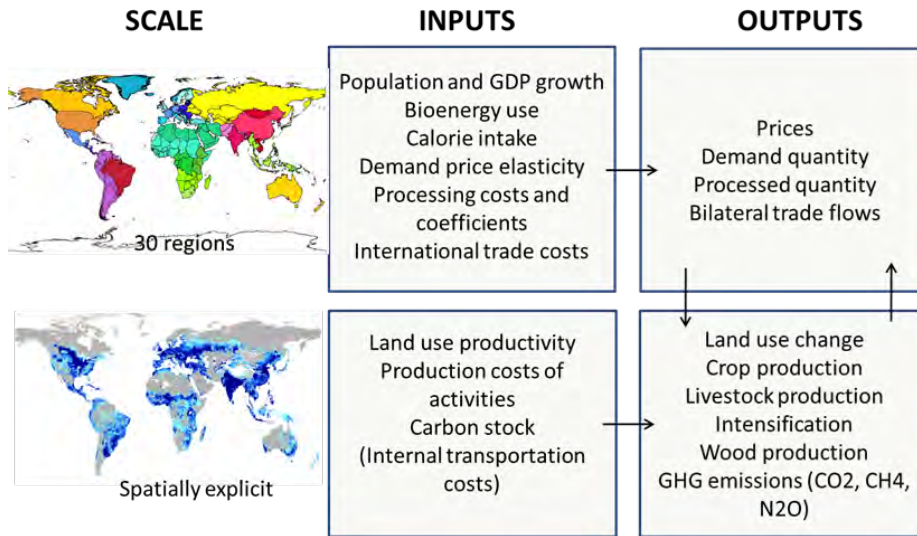 SCALE
INPUTS
OUTPUTS
30 regions
Population and GDP growth
Bioenergy use
Calorie intake
Demand price elasticity
Processing costs and
coefficients
International trade costs
Prices
Demand quantity
Processed quantity
Bilateral trade flows
Spatially explicit
Land use productivity
Production costs of
activities
Carbon stock
(Internal transportation
costs)
Land use change
Crop production
Livestock production
Intensification
Wood production
GHG emissions (CO2, CH4,
N2O)